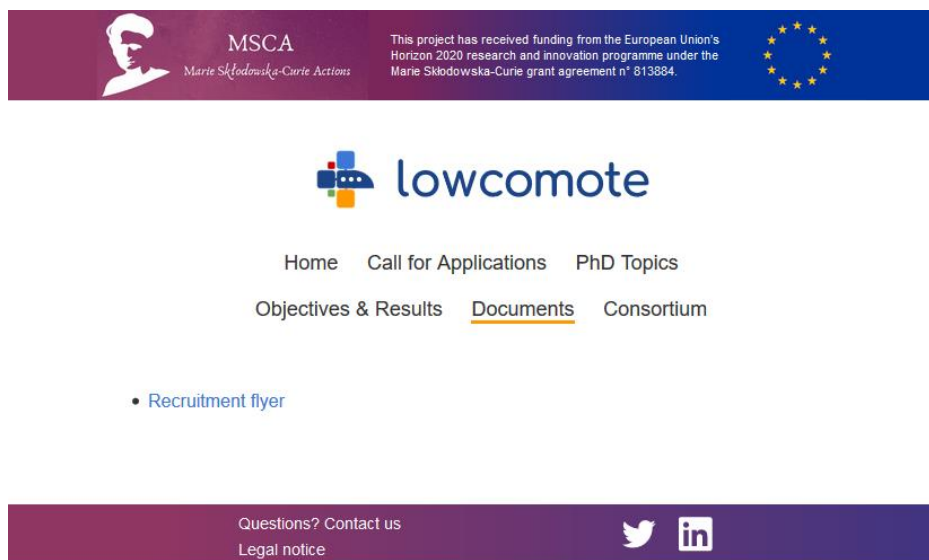 MSCA
Marie Skłodowska-Curie Actions
This project has received funding from the European Union's
Horizon 2020 research and innovation programme under the
Marie Skłodowska-Curie grant agreement n° 813884.
lowcomote
Home Call for Applications PhD Topics
Objectives & Results Documents Consortium
• Recruitment flyer
Questions? Contact us
Legal notice
in